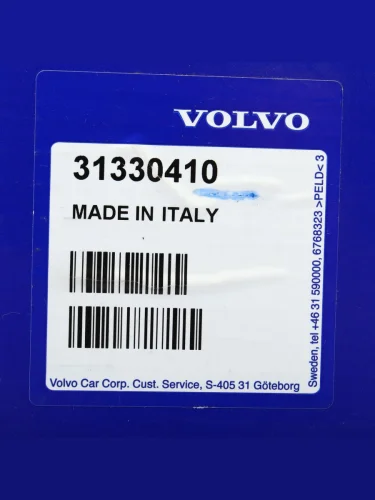 VOLVO
31330410
MADE IN ITALY
Volvo Car Corp. Cust. Service, S-405 31 Göteborg
Sweden, tel +46 31 590000, 6768323 >PELD< 3